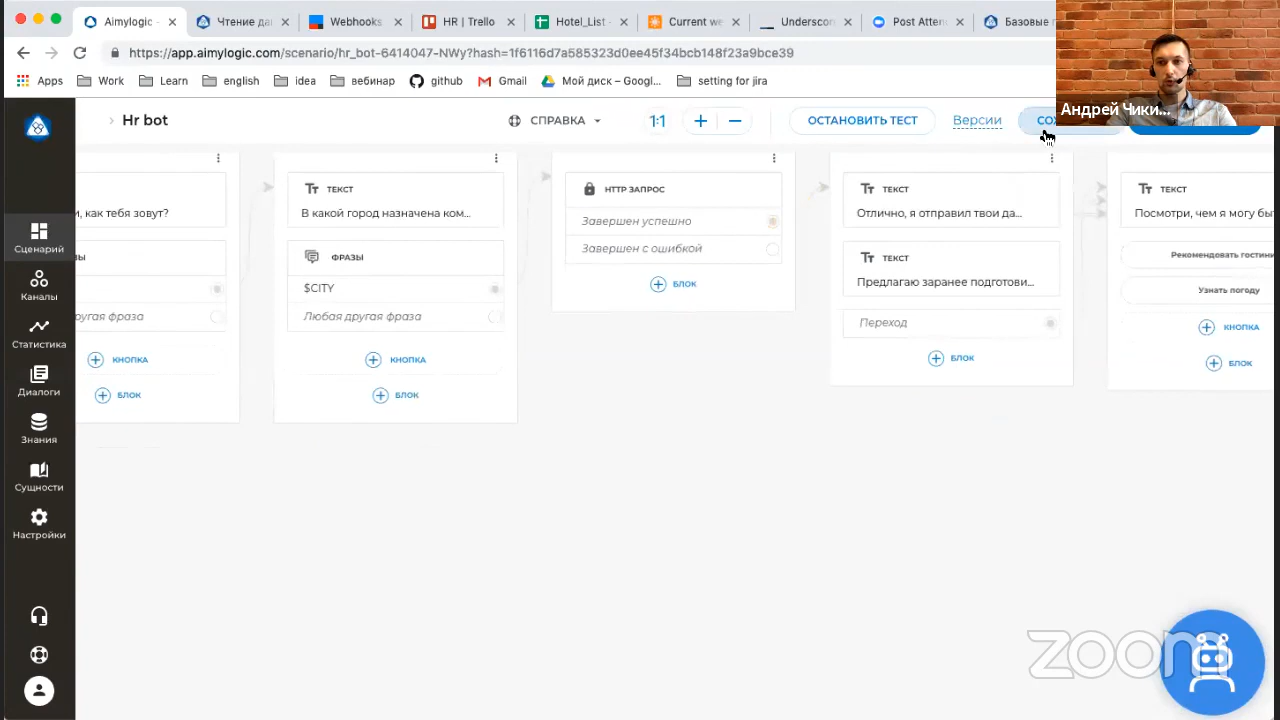 Aimylogic -
Чтение да
Webhooks
HR | Trello
Hotel_List -
Current we
Undersco
Post Atten
Базовые
https://app.aimylogic.com/scenario/hr_bot-6414047-NWy?hash=1f6116d7a585323d0ee45f34bcb148f23a9bce39
Apps
Work
Learn
english
idea
вебинар
github
Gmail
Мой диск – Googl...
setting for jira
Андрей Чики...
Hr bot
СПРАВКА
1:1
ОСТАНОВИТЬ ТЕСТ
Версии
СО
Сценарий
Каналы
Статистика
Диалоги
Знания
Сущности
Настройки
, как тебя зовут?
ЗЫ
ругая фраза
КНОПКА
БЛОК
ТЕКСТ
В какой город назначена ком...
ФРАЗЫ
$CITY
Любая другая фраза
КНОПКА
БЛОК
HTTP ЗАПРОС
Завершен успешно
Завершен с ошибкой
БЛОК
ТЕКСТ
Отлично, я отправил твои да...
ТЕКСТ
Предлагаю заранее подготови...
Переход
БЛОК
ТЕКСТ
Посмотри, чем я могу бы
Рекомендовать гостини
Узнать погоду
КНОПКА
БЛОК
zoom